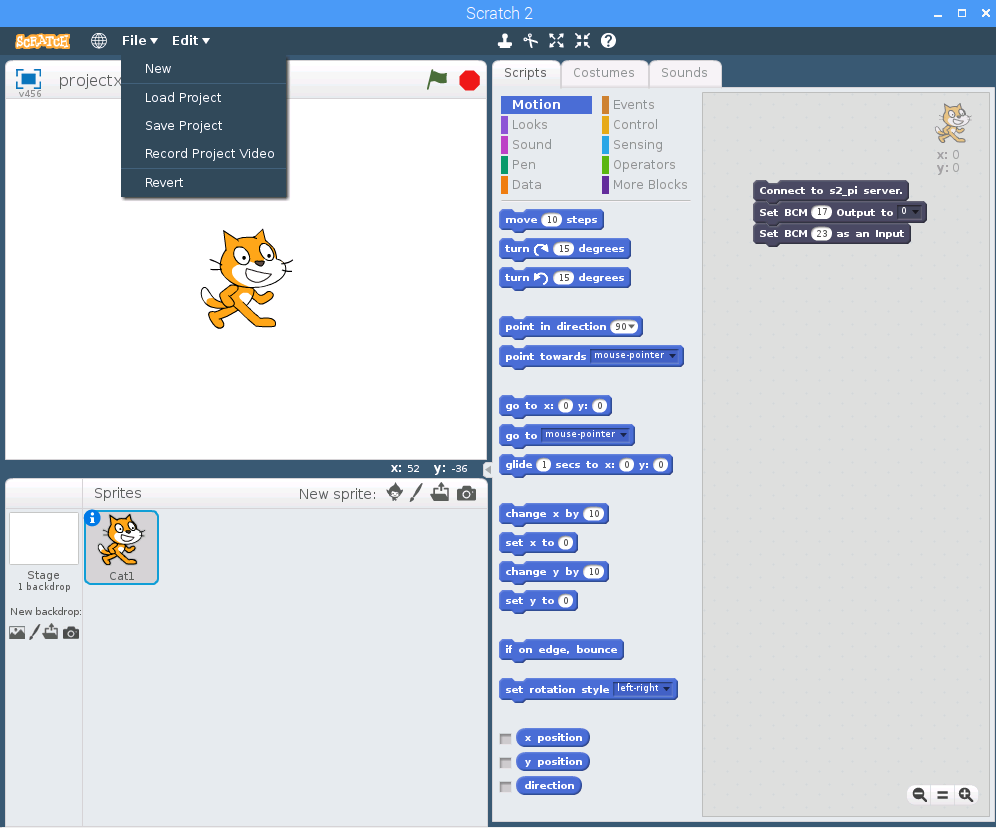 Scratch 2
SCRATCH File Edit
New
Load Project
Save Project
Record Project Video
Revert
v456
projectx
x: 52 y: -36
Sprites New sprite:
Cat1
Stage
1 backdrop
New backdrop:
Scripts Costumes Sounds
Motion Events
Looks Control
Sound Sensing
Pen Operators
Data More Blocks
move 10 steps
turn 15 degrees
turn 15 degrees
point in direction 90
point towards mouse-pointer
go to x: 0 y: 0
go to mouse-pointer
glide 1 secs to x: 0 y: 0
change x by 10
set x to 0
change y by 10
set y to 0
if on edge, bounce
set rotation style left-right
x position
y position
direction
x: 0
y: 0
Connect to s2_pi server.
Set BCM 17 Output to 0
Set BCM 23 as an Input